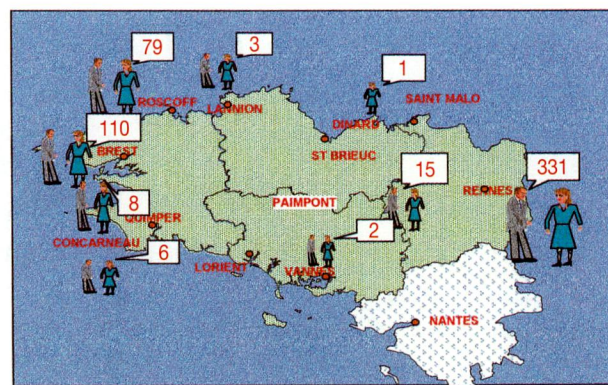 79
3
1
ROSCOFF
LANNION
SAINT MALO
DINARD
110
BREST
ST BRIEUC
15
331
RENNES
8
PAIMPONT
QUIMPER
2
CONCARNEAU
6
LORIENT
VANNES
NANTES